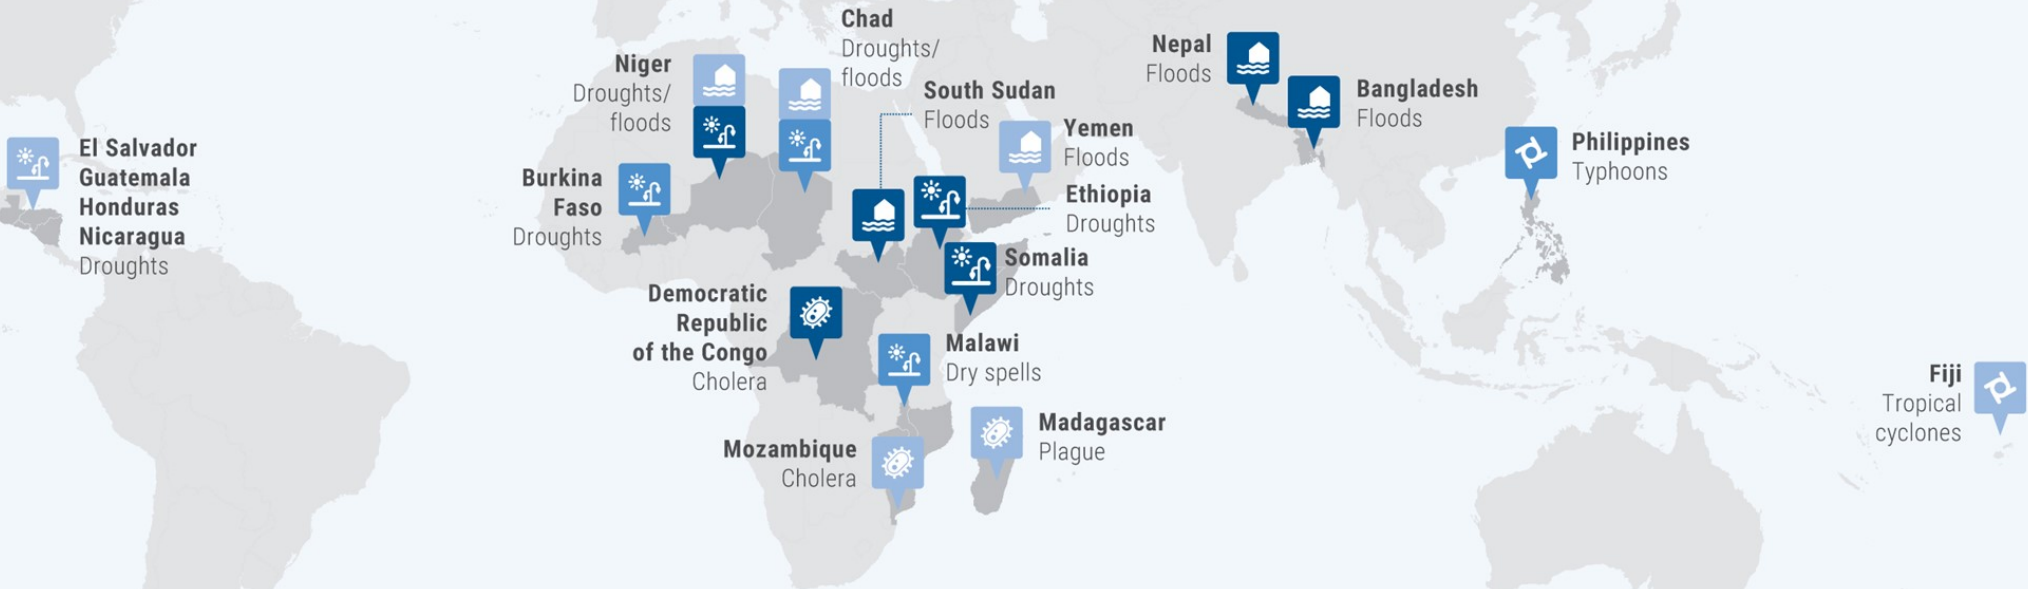 El Salvador
Guatemala
Honduras
Nicaragua
Droughts
Niger
Droughts/
floods
Chad
Droughts/
floods
Burkina
Faso
Droughts
South Sudan
Floods
Yemen
Floods
Ethiopia
Droughts
Somalia
Droughts
Democratic
Republic
of the Congo
Cholera
Malawi
Dry spells
Mozambique
Cholera
Madagascar
Plague
Nepal
Floods
Bangladesh
Floods
Philippines
Typhoons
Fiji
Tropical
cyclones